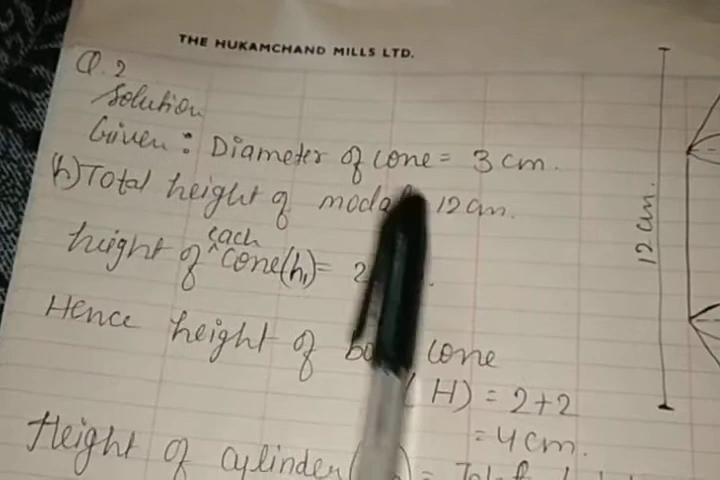 THE HUKAMCHAND MILLS LTD.
Q. 2
Solution
Given : Diameter of cone = 3 cm.
(h) Total height of 12 cm.
height of each cone (h₁) = 2
Hence height of cone
(H) = 2+2
= 4 cm.
Height of cylinder
12 cm.